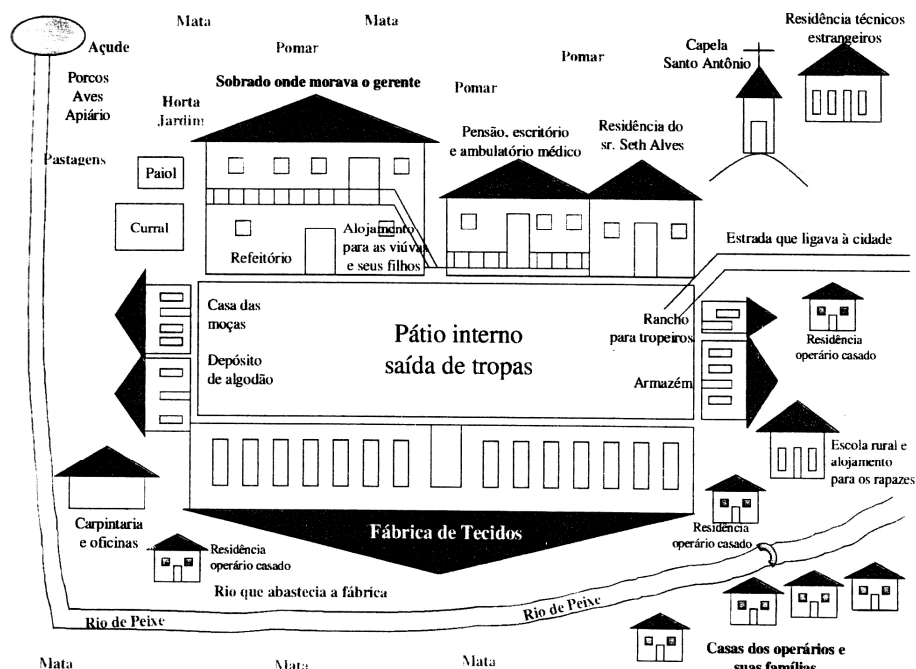 Mata
Mata
Açude
Pomar
Pomar
Pomar
Capela
Santo Antônio
Residência técnicos
estrangeiros
Porcos
Aves
Apiário
Horta
Jardim
Sobrado onde morava o gerente
Pensão, escritório
e ambulatório médico
Residência do
sr. Seth Alves
Pastagens
Paiol
Curral
Refeitório
Alojamento
para as viúvas
e seus filhos
Estrada que ligava à cidade
Casa das
moças
Depósito
de algodão
Pátio interno
saída de tropas
Rancho
para tropeiros
Armazém
Residência
operário casado
Escola rural e
alojamento
para os rapazes
Carpintaria
e oficinas
Fábrica de Tecidos
Residência
operário casado
Residência
operário casado
Rio que abastecia a fábrica
Rio de Peixe
Rio de Peixe
Casas dos operários e
suas famílias
Mata
Mata
Mata